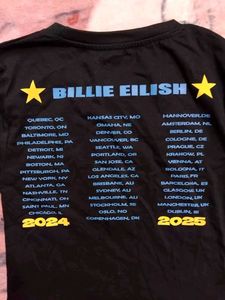 BILLIE EILISH
QUEBEC, QC
TORONTO, ON
BALTIMORE, MD
PHILADELPHIA, PA
DETROIT, MI
NEWARK, NJ
BOSTON, MA
PITTSBURGH, PA
NEW YORK, NY
ATLANTA, GA
NASHVILLE, TN
CINCINNATI, OH
SAINT PAUL, MN
CHICAGO, IL
2024
KANSAS CITY, MO
OMAHA, NE
DENVER, CO
VANCOUVER, BC
SEATTLE, WA
PORTLAND, OR
SAN JOSE, CA
GLENDALE, AZ
LOS ANGELES, CA
BRISBANE, AU
SYDNEY, AU
MELBOURNE, AU
STOCKHOLM, SE
OSLO, NO
COPENHAGEN, DK
HANNOVER, DE
AMSTERDAM, NL
BERLIN, DE
COLOGNE, DE
PRAGUE, CZ
KRAKOW, PL
VIENNA, AT
BOLOGNA, IT
PARIS, FR
BARCELONA, ES
GLASGOW, UK
LONDON, UK
MANCHESTER, UK
DUBLIN, IE
2025